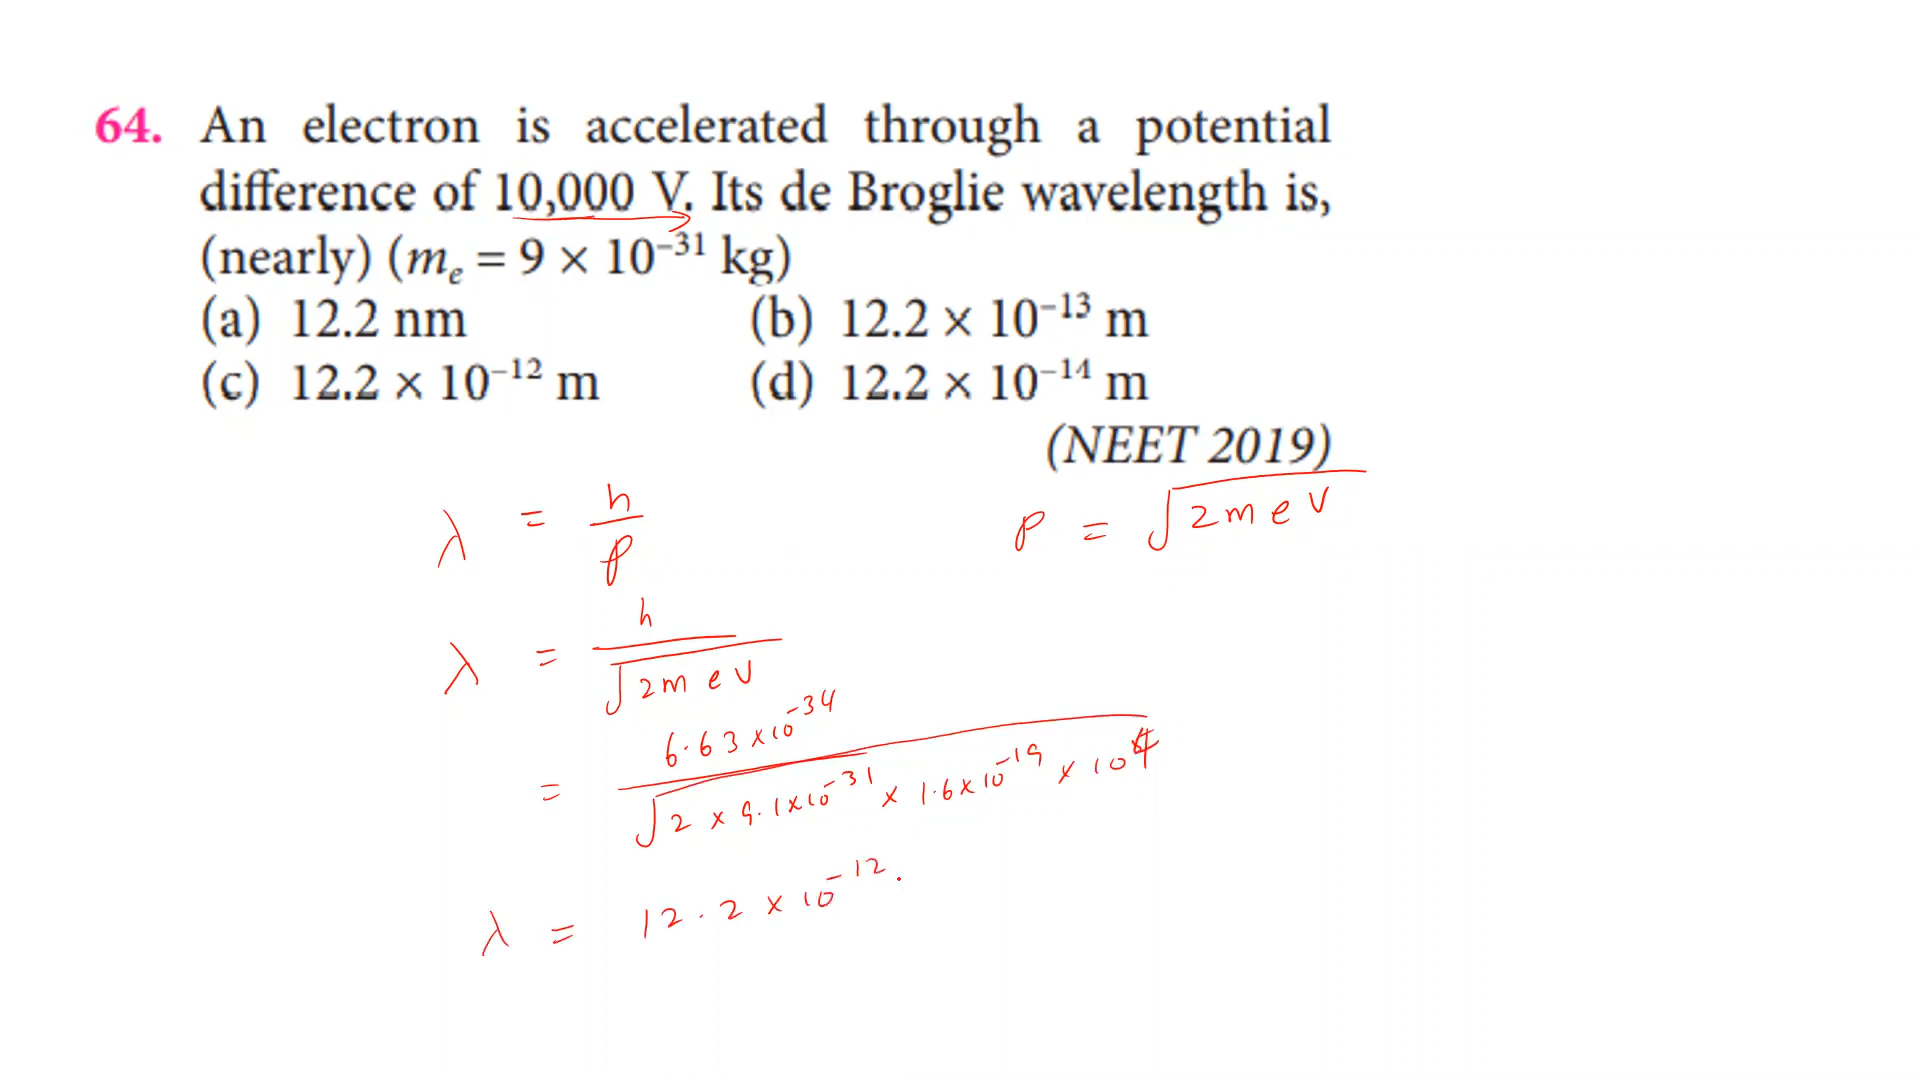 64. An electron is accelerated through a potential
difference of 10,000 V. Its de Broglie wavelength is,
(nearly) (mₑ = 9 × 10⁻³¹ kg)
(a) 12.2 nm (b) 12.2 × 10⁻¹³ m
(c) 12.2 × 10⁻¹² m (d) 12.2 × 10⁻¹⁴ m
(NEET 2019)
λ = h/p p = √(2meV)
λ = h/√(2meV)
= 6.63×10⁻³⁴/√(2×9.1×10⁻³¹×1.6×10⁻¹⁹×10⁴)
λ = 12.2×10⁻¹².